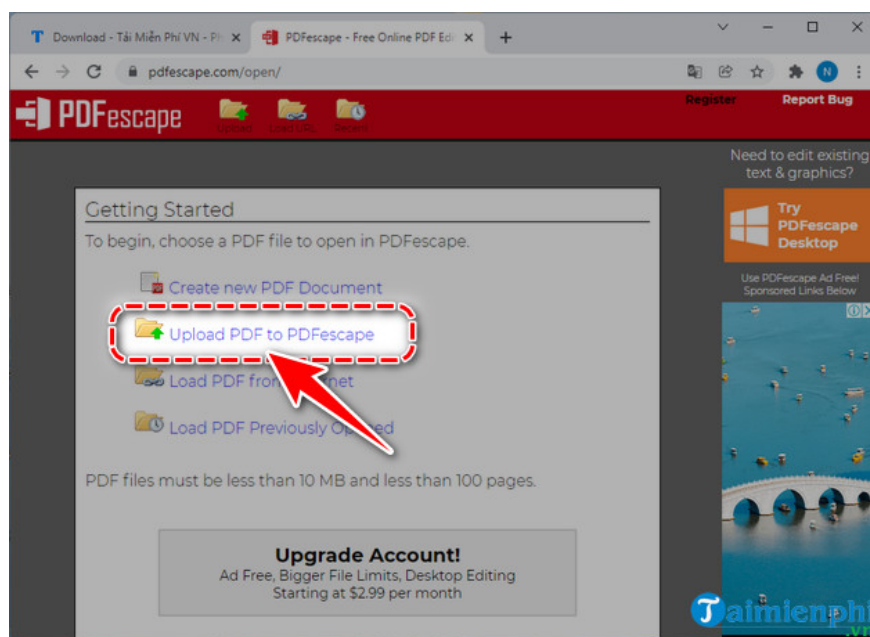 Download - Tải Miễn Phí VN - Ph
PDFescape - Free Online PDF Edi
pdfescape.com/open/
N
PDFescape
Upload
Load URL
Recent
Register
Report Bug
Need to edit existing
text & graphics?
Try
PDFescape
Desktop
Use PDFescape Ad Free!
Sponsored Links Below
Getting Started
To begin, choose a PDF file to open in PDFescape.
Create new PDF Document
Upload PDF to PDFescape
Load PDF from
net
Load PDF Previously Op
ed
PDF files must be less than 10 MB and less than 100 pages.
Upgrade Account!
Ad Free, Bigger File Limits, Desktop Editing
Starting at $2.99 per month
Taimienphi
.vn